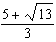 (5 + √13) / 3